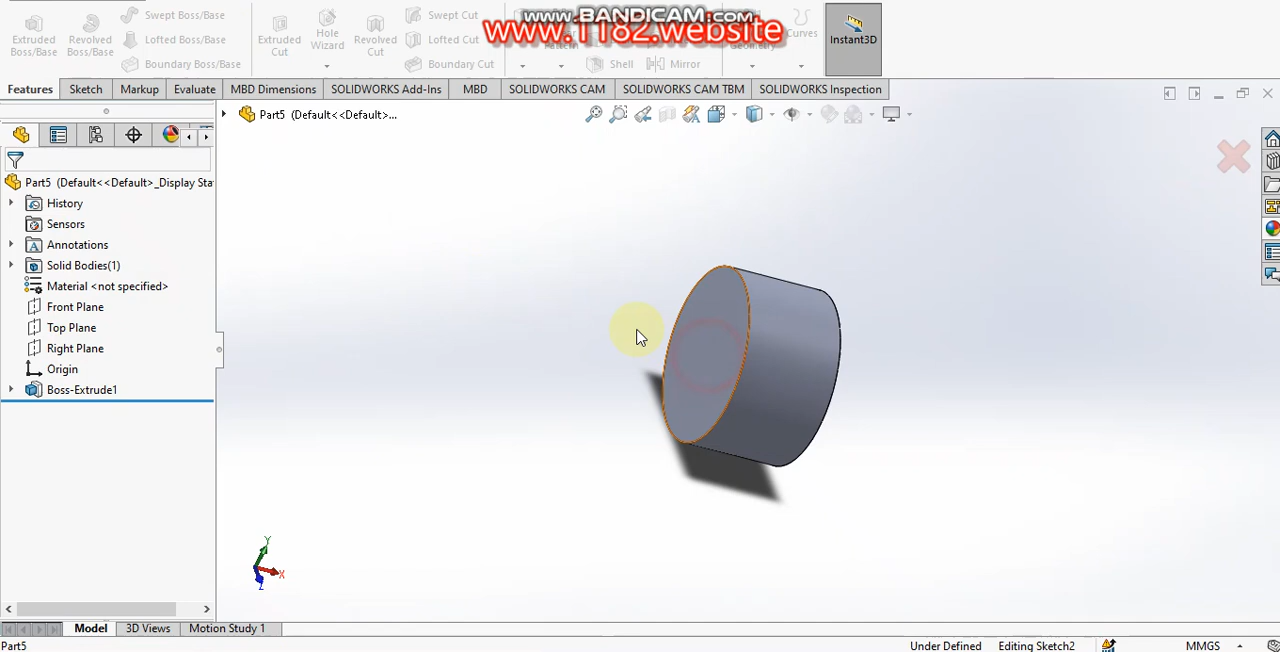 www.BANDICAM.com
www.1182.website
Extruded Boss/Base
Revolved Boss/Base
Swept Boss/Base
Lofted Boss/Base
Boundary Boss/Base
Extruded Cut
Hole Wizard
Revolved Cut
Swept Cut
Lofted Cut
Boundary Cut
Shell
Mirror
Curves
Instant3D
Features
Sketch
Markup
Evaluate
MBD Dimensions
SOLIDWORKS Add-Ins
MBD
SOLIDWORKS CAM
SOLIDWORKS CAM TBM
SOLIDWORKS Inspection
Part5 (Default<<Default>...
Part5 (Default<<Default>_Display Sta
History
Sensors
Annotations
Solid Bodies(1)
Material <not specified>
Front Plane
Top Plane
Right Plane
Origin
Boss-Extrude1
Y
X
Z
Model
3D Views
Motion Study 1
Part5
Under Defined
Editing Sketch2
MMGS